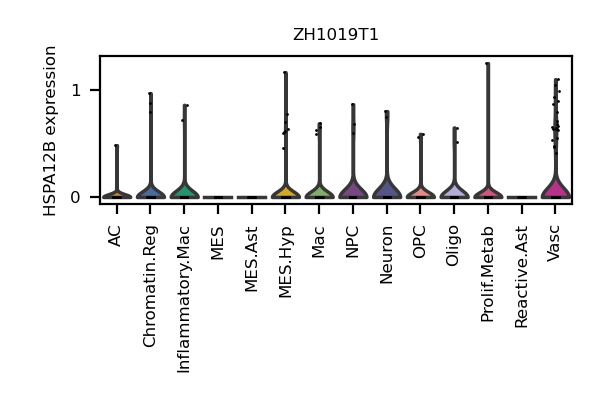 ZH1019T1
HSPA12B expression
1
0
AC
Chromatin.Reg
Inflammatory.Mac
MES
MES.Ast
MES.Hyp
Mac
NPC
Neuron
OPC
Oligo
Prolif.Metab
Reactive.Ast
Vasc